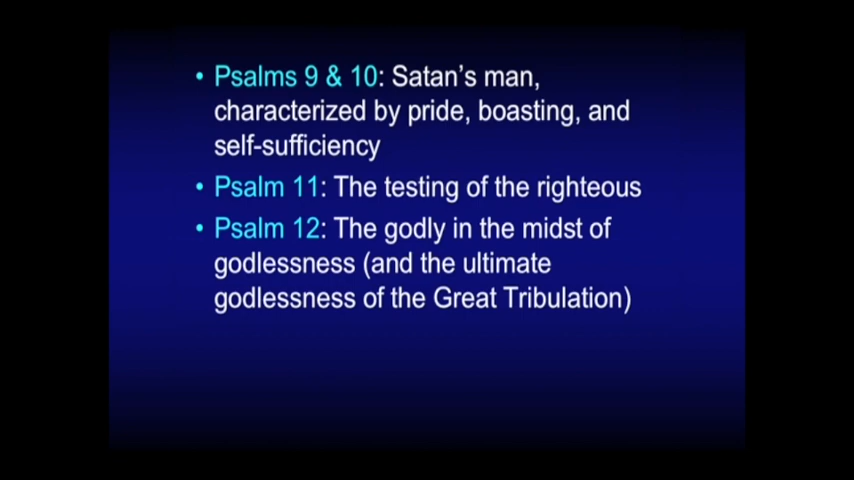 • Psalms 9 & 10: Satan's man,
characterized by pride, boasting, and
self-sufficiency
• Psalm 11: The testing of the righteous
• Psalm 12: The godly in the midst of
godlessness (and the ultimate
godlessness of the Great Tribulation)